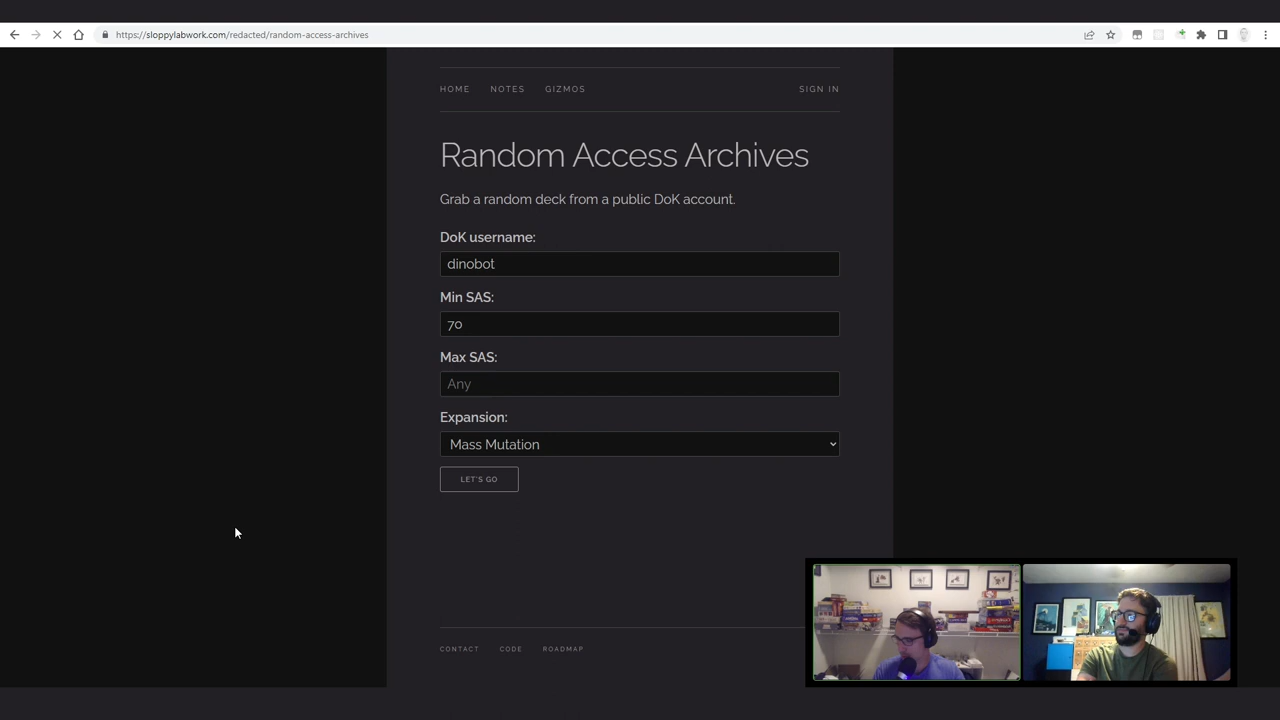 https://sloppylabwork.com/redacted/random-access-archives
HOME NOTES GIZMOS SIGN IN
Random Access Archives
Grab a random deck from a public DoK account.
DoK username:
dinobot
Min SAS:
70
Max SAS:
Any
Expansion:
Mass Mutation
LET'S GO
CONTACT CODE ROADMAP